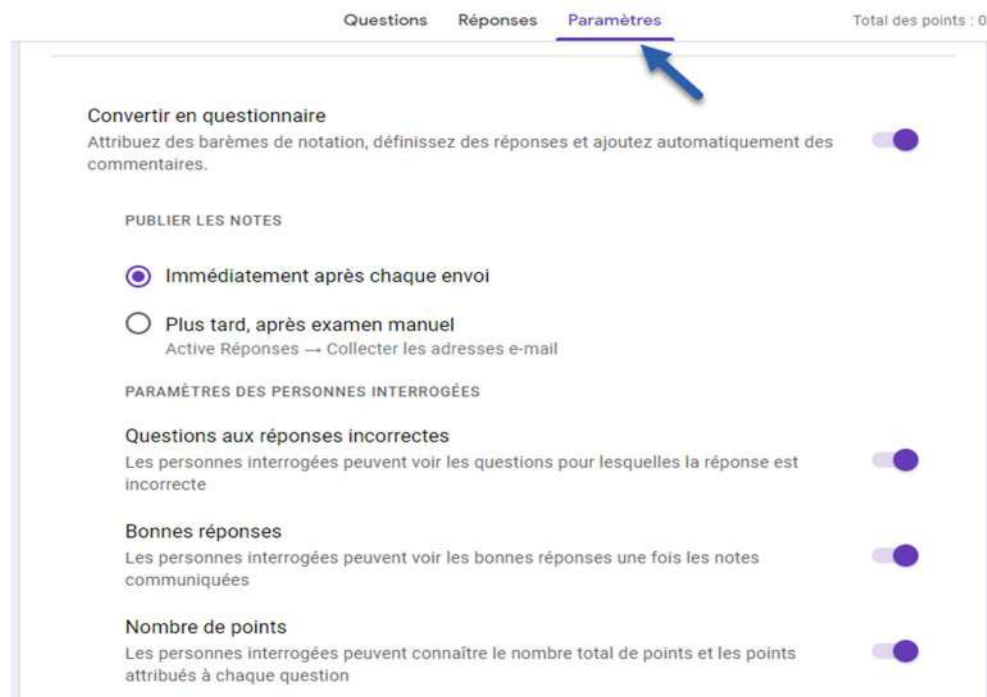 Questions Réponses Paramètres Total des points : 0
Convertir en questionnaire
Attribuez des barèmes de notation, définissez des réponses et ajoutez automatiquement des
commentaires.
PUBLIER LES NOTES
Immédiatement après chaque envoi
Plus tard, après examen manuel
Active Réponses → Collecter les adresses e-mail
PARAMÈTRES DES PERSONNES INTERROGÉES
Questions aux réponses incorrectes
Les personnes interrogées peuvent voir les questions pour lesquelles la réponse est
incorrecte
Bonnes réponses
Les personnes interrogées peuvent voir les bonnes réponses une fois les notes
communiquées
Nombre de points
Les personnes interrogées peuvent connaître le nombre total de points et les points
attribués à chaque question